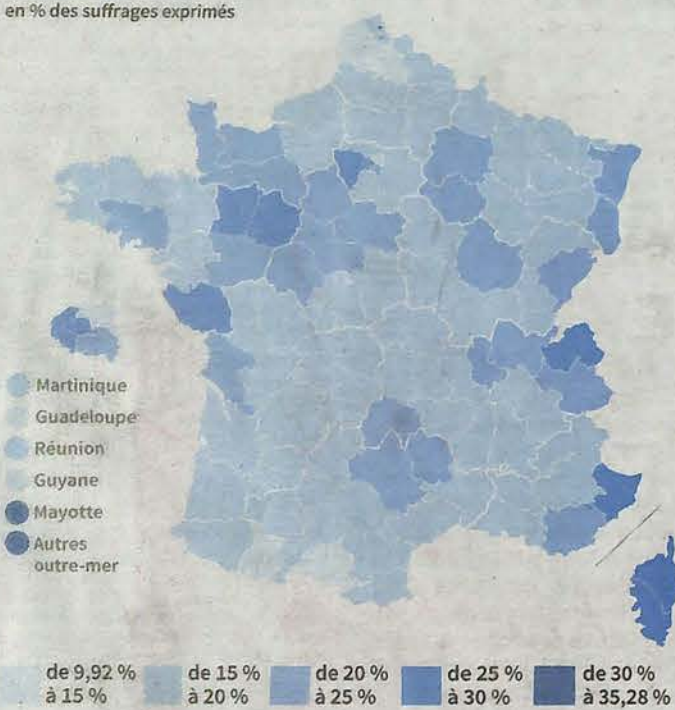 en % des suffrages exprimés
Martinique
Guadeloupe
Réunion
Guyane
Mayotte
Autres
outre-mer
de 9,92 %
à 15 %
de 15 %
à 20 %
de 20 %
à 25 %
de 25 %
à 30 %
de 30 %
à 35,28 %